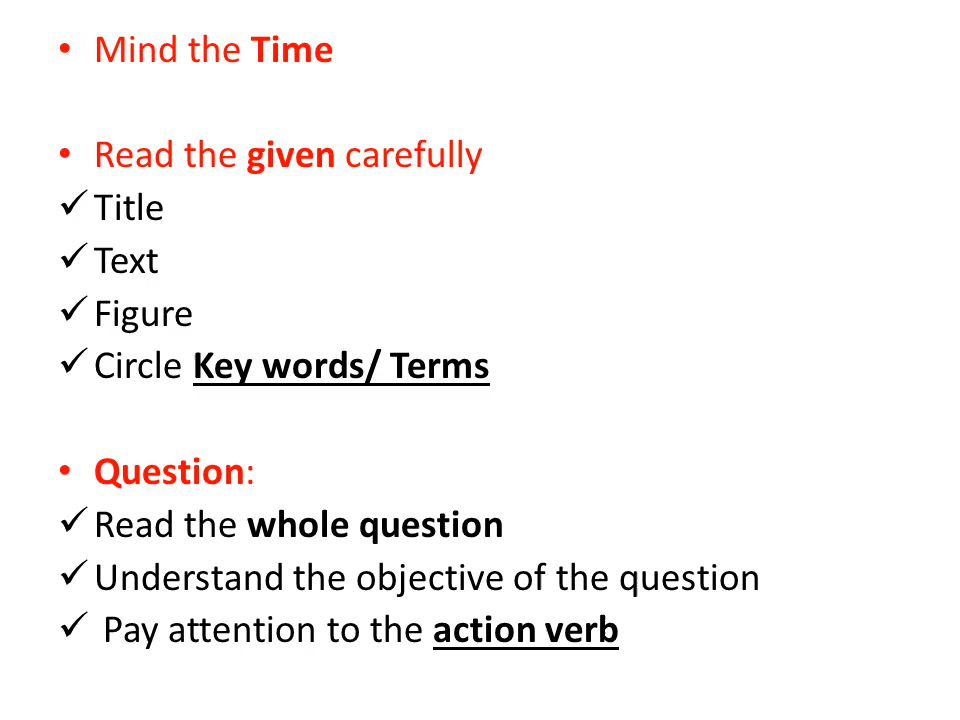 • Mind the Time
• Read the given carefully
✓ Title
✓ Text
✓ Figure
✓ Circle Key words/ Terms
• Question:
✓ Read the whole question
✓ Understand the objective of the question
✓ Pay attention to the action verb